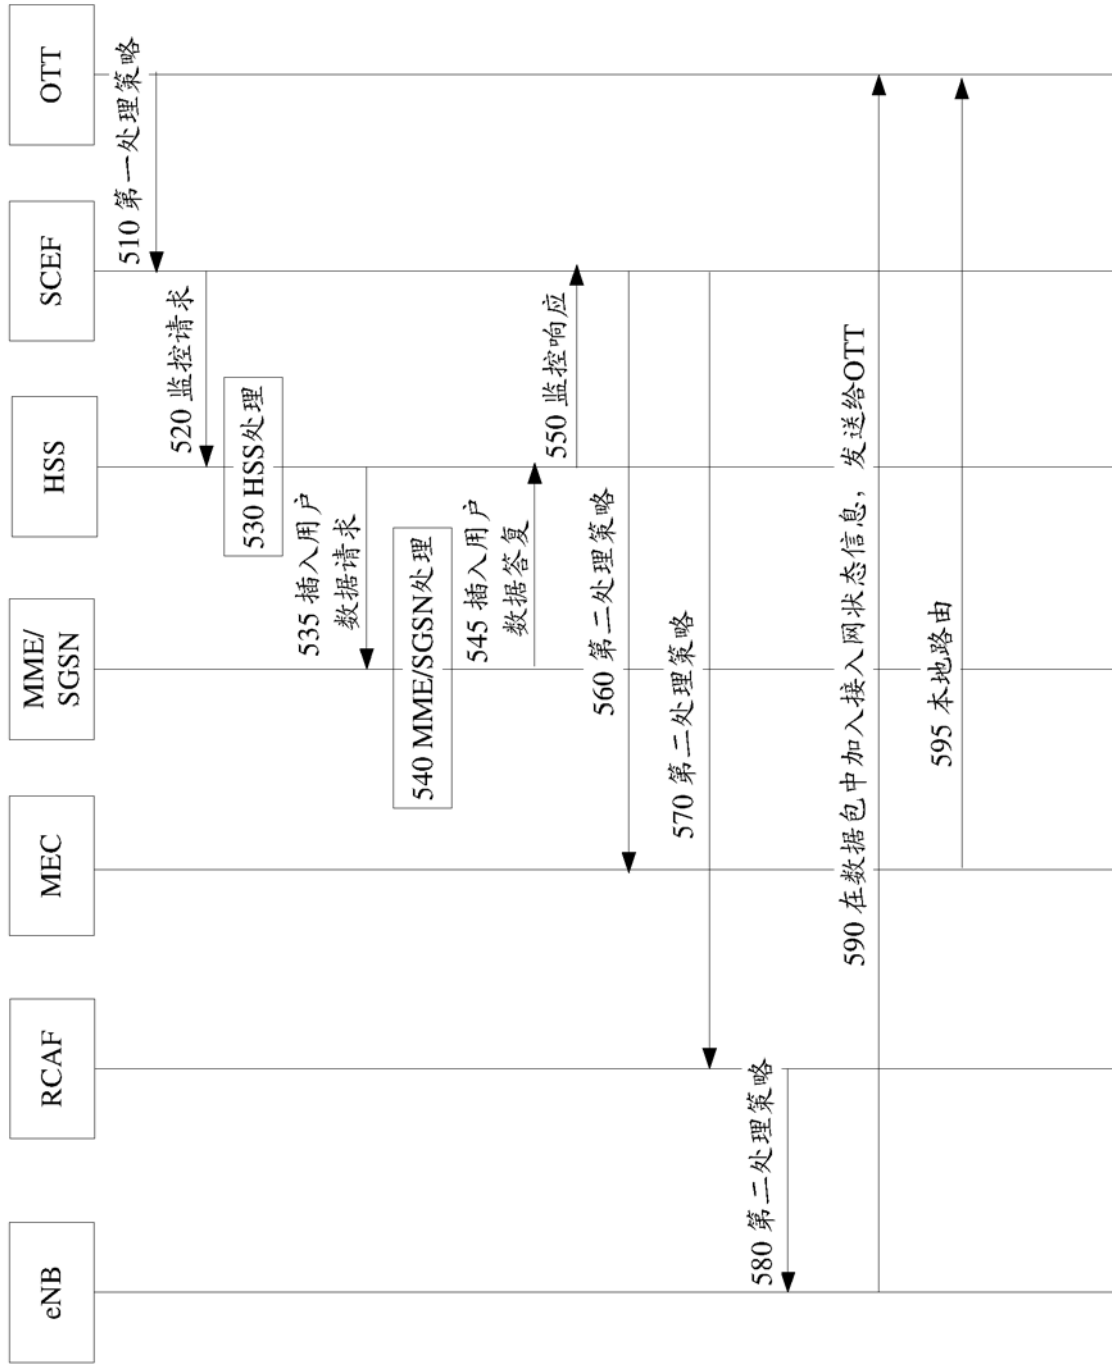 eNB
RCAF
MEC
MME/
SGSN
HSS
SCEF
OTT
510 第一处理策略
520 监控请求
530 HSS处理
535 插入用户
数据请求
540 MME/SGSN处理
545 插入用户
数据答复
550 监控响应
560 第二处理策略
570 第二处理策略
580 第二处理策略
590 在数据包中加入接入网状态信息，发送给OTT
595 本地路由